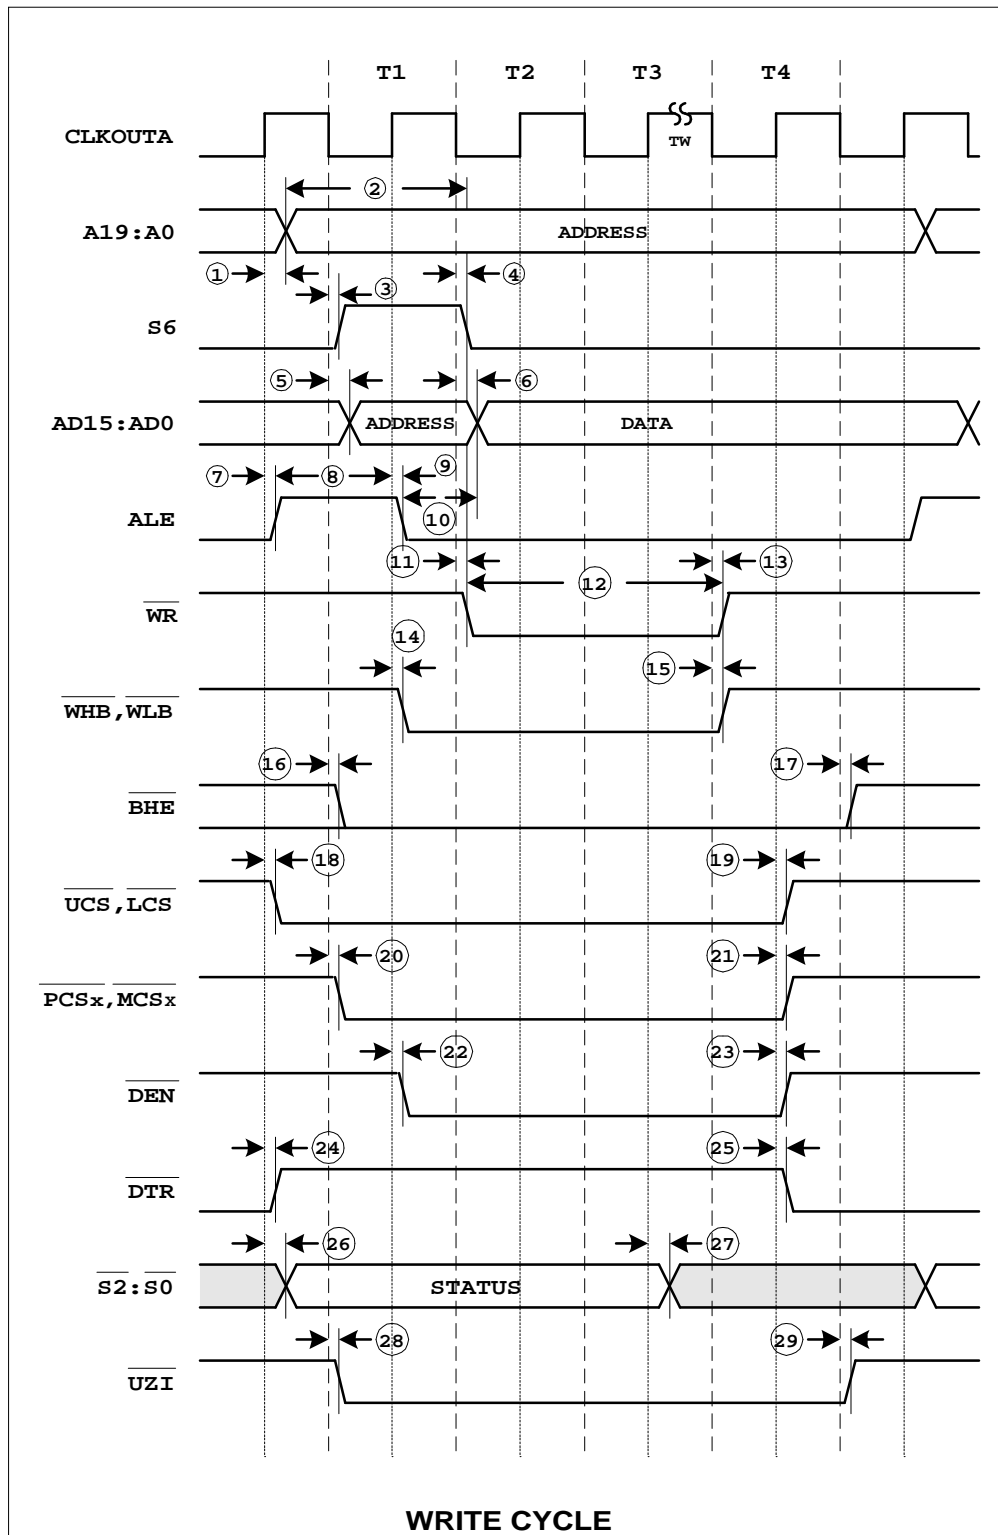 T1 T2 T3 T4
CLKOUTA
TW
2
A19:A0
ADDRESS
1
3
4
S6
5
6
AD15:AD0
ADDRESS
DATA
7
8
9
ALE
10
11
12
13
WR
14
15
WHB,WLB
16
17
BHE
18
19
UCS,LCS
20
21
PCSx,MCSx
22
23
DEN
24
25
DTR
26
27
S2:S0
STATUS
28
29
UZI
WRITE CYCLE